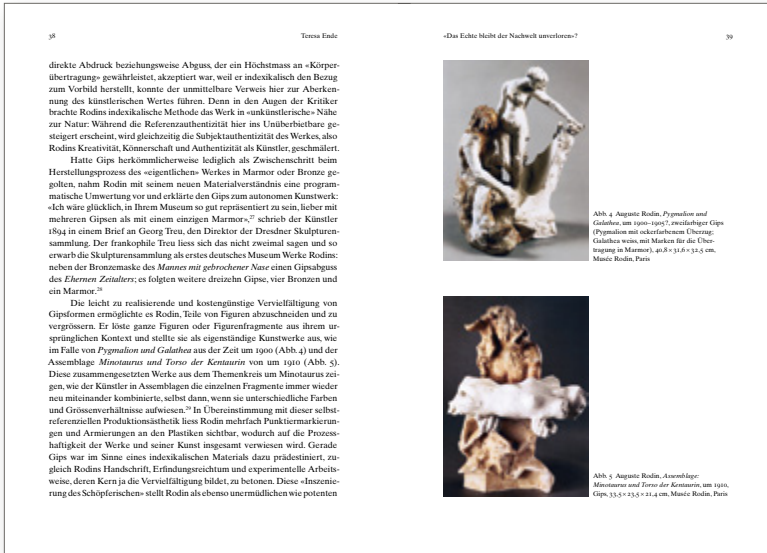 38
Teresa Ende
direkte Abdruck beziehungsweise Abguss, der ein Höchstmass an «Körper-
übertragung» gewährleistet, akzeptiert war, weil er indexikalisch den Bezug
zum Vorbild herstellt, konnte der unmittelbare Verweis hier zur Aberken-
nung des künstlerischen Wertes führen. Denn in den Augen der Kritiker
brachte Rodins indexikalische Methode das Werk in «unkünstlerische» Nähe
zur Natur: Während die Referenzauthentizität hier ins Unüberbietbare ge-
steigert erscheint, wird gleichzeitig die Subjektauthentizität des Werkes, also
Rodins Kreativität, Könnerschaft und Authentizität als Künstler, geschmälert.
Hatte Gips herkömmlicherweise lediglich als Zwischenschritt beim
Herstellungsprozess des «eigentlichen» Werkes in Marmor oder Bronze ge-
golten, nahm Rodin mit seinem neuen Materialverständnis eine program-
matische Umwertung vor und erklärte den Gips zum autonomen Kunstwerk:
«Ich wäre glücklich, in Ihrem Museum so gut repräsentiert zu sein, lieber mit
mehreren Gipsen als mit einem einzigen Marmor»,27 schrieb der Künstler
1894 in einem Brief an Georg Treu, den Direktor der Dresdner Skulpturen-
sammlung. Der frankophile Treu liess sich das nicht zweimal sagen und so
erwarb die Skulpturensammlung als erstes deutsches Museum Werke Rodins:
neben der Bronzemaske des Mannes mit gebrochener Nase einen Gipsabguss
des Ehernen Zeitalters; es folgten weitere dreizehn Gipse, vier Bronzen und
ein Marmor.28
Die leicht zu realisierende und kostengünstige Vervielfältigung von
Gipsformen ermöglichte es Rodin, Teile von Figuren abzuschneiden und zu
vergrössern. Er löste ganze Figuren oder Figurenfragmente aus ihrem ur-
sprünglichen Kontext und stellte sie als eigenständige Kunstwerke aus, wie
im Falle von Pygmalion und Galathea aus der Zeit um 1900 (Abb. 4) und der
Assemblage Minotaurus und Torso der Kentaurin von um 1910 (Abb. 5).
Diese zusammengesetzten Werke aus dem Themenkreis um Minotaurus zei-
gen, wie der Künstler in Assemblagen die einzelnen Fragmente immer wieder
neu miteinander kombinierte, selbst dann, wenn sie unterschiedliche Farben
und Grössenverhältnisse aufwiesen.29 In Übereinstimmung mit dieser selbst-
referenziellen Produktionsästhetik liess Rodin mehrfach Punktiermarkierun-
gen und Armierungen an den Plastiken sichtbar, wodurch auf die Prozess-
haftigkeit der Werke und seiner Kunst insgesamt verwiesen wird. Gerade
Gips war im Sinne eines indexikalischen Materials dazu prädestiniert, zu-
gleich Rodins Handschrift, Erfindungsreichtum und experimentelle Arbeits-
weise, deren Kern ja die Vervielfältigung bildet, zu betonen. Diese «Inszenie-
rung des Schöpferischen» stellt Rodin als ebenso unermüdlichen wie potenten
«Das Echte bleibt der Nachwelt unverloren»?
39
Abb. 4 Auguste Rodin, Pygmalion und
Galathea, um 1900–1905?, zweifarbiger Gips
(Pygmalion mit ockerfarbenem Überzug;
Galathea weiss, mit Marken für die Über-
tragung in Marmor), 40,8 × 31,6 × 32,5 cm,
Musée Rodin, Paris
Abb. 5 Auguste Rodin, Assemblage:
Minotaurus und Torso der Kentaurin, um 1910,
Gips, 33,5 × 23,5 × 21,4 cm, Musée Rodin, Paris